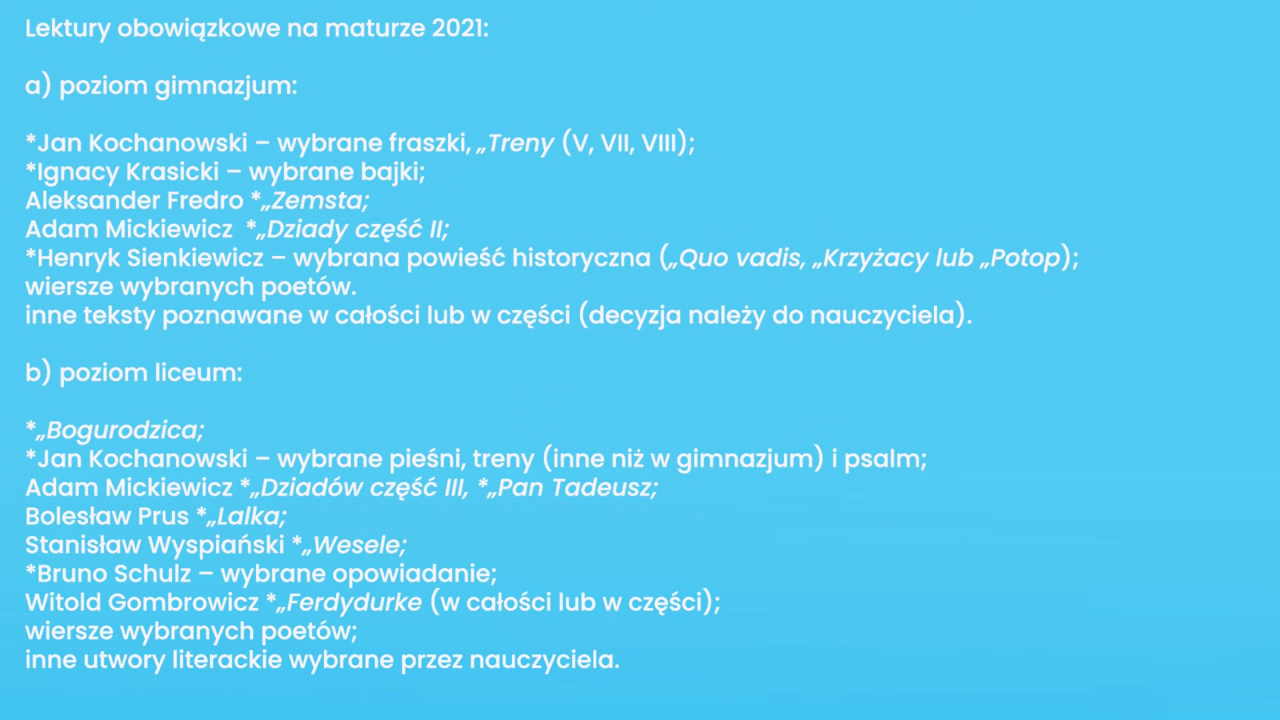 Lektury obowiązkowe na maturze 2021:
a) poziom gimnazjum:
*Jan Kochanowski – wybrane fraszki, „Treny (V, VII, VIII);
*Ignacy Krasicki – wybrane bajki;
Aleksander Fredro *„Zemsta;
Adam Mickiewicz *„Dziady część II;
*Henryk Sienkiewicz – wybrana powieść historyczna („Quo vadis, „Krzyżacy lub „Potop);
wiersze wybranych poetów.
inne teksty poznawane w całości lub w części (decyzja należy do nauczyciela).
b) poziom liceum:
*„Bogurodzica;
*Jan Kochanowski – wybrane pieśni, treny (inne niż w gimnazjum) i psalm;
Adam Mickiewicz *„Dziadów część III, *„Pan Tadeusz;
Bolesław Prus *„Lalka;
Stanisław Wyspiański *„Wesele;
*Bruno Schulz – wybrane opowiadanie;
Witold Gombrowicz *„Ferdydurke (w całości lub w części);
wiersze wybranych poetów;
inne utwory literackie wybrane przez nauczyciela.